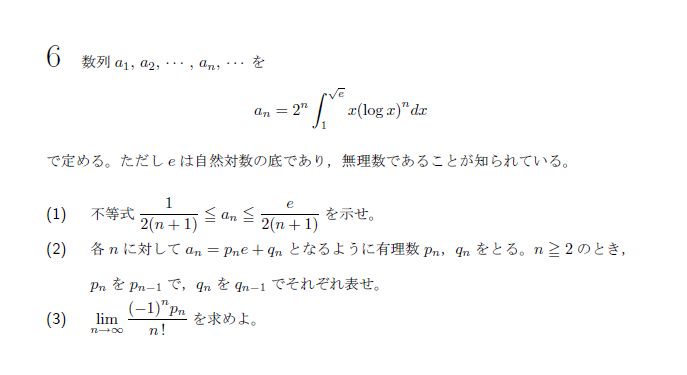 6 数列 $a_1, a_2, \cdots, a_n, \cdots$ を
$a_n = 2^n \int_1^{\sqrt{e}} x(\log x)^n dx$
で定める。ただし $e$ は自然対数の底であり，無理数であることが知られている。
(1) 不等式 $\frac{1}{2(n+1)} \leqq a_n \leqq \frac{e}{2(n+1)}$ を示せ。
(2) 各 $n$ に対して $a_n = p_n e + q_n$ となるように有理数 $p_n$，$q_n$ をとる。$n \geqq 2$ のとき，
$p_n$ を $p_{n-1}$ で，$q_n$ を $q_{n-1}$ でそれぞれ表せ。
(3) $\lim_{n \to \infty} \frac{(-1)^n p_n}{n!}$ を求めよ。